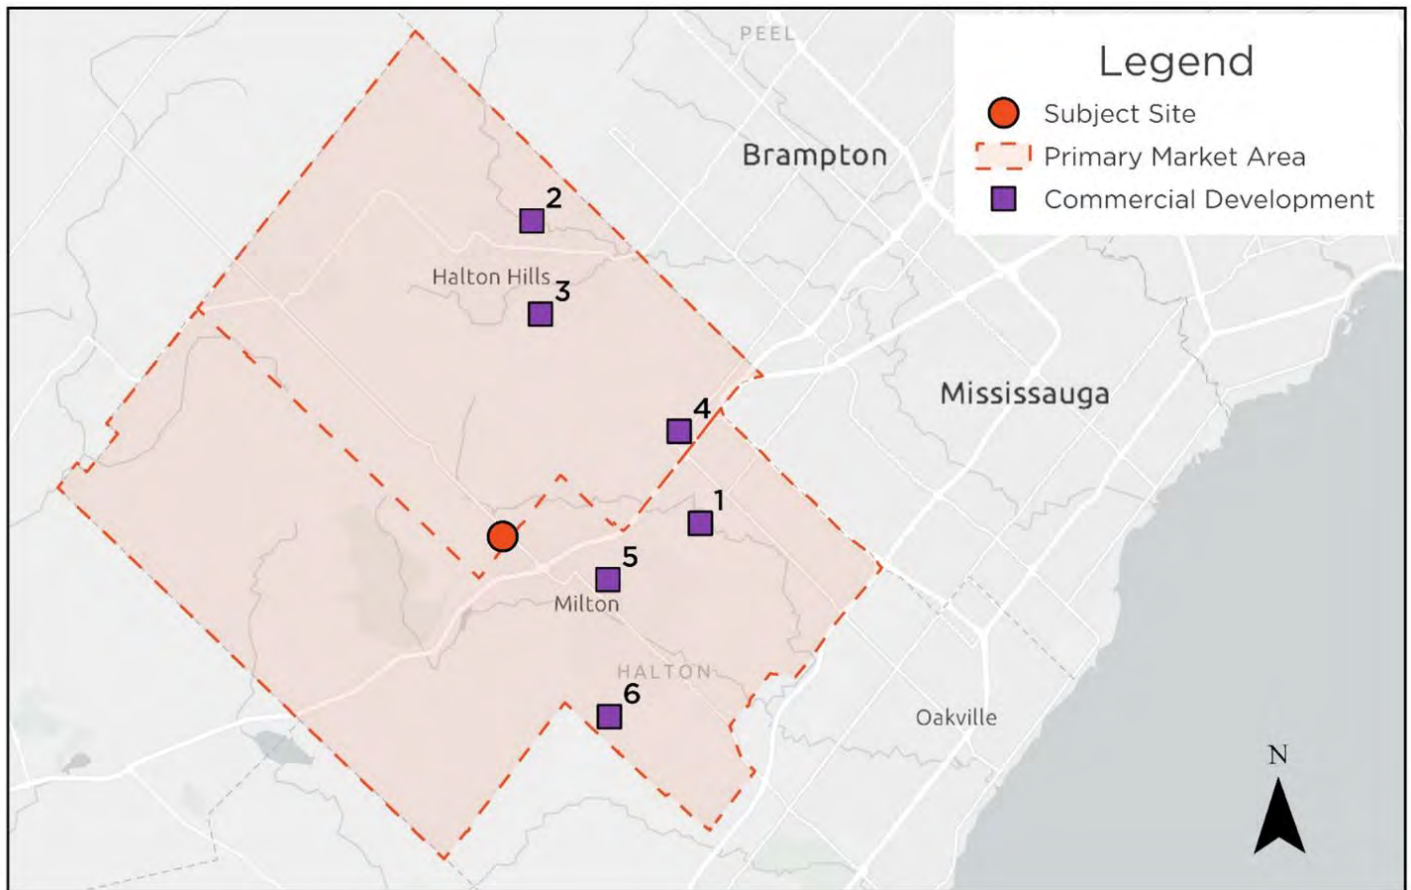 PEEL
Legend
Subject Site
Brampton
Primary Market Area
2
Commercial Development
Halton Hills
3
Mississauga
4
1
5
Milton
HALTON
6
Oakville
N